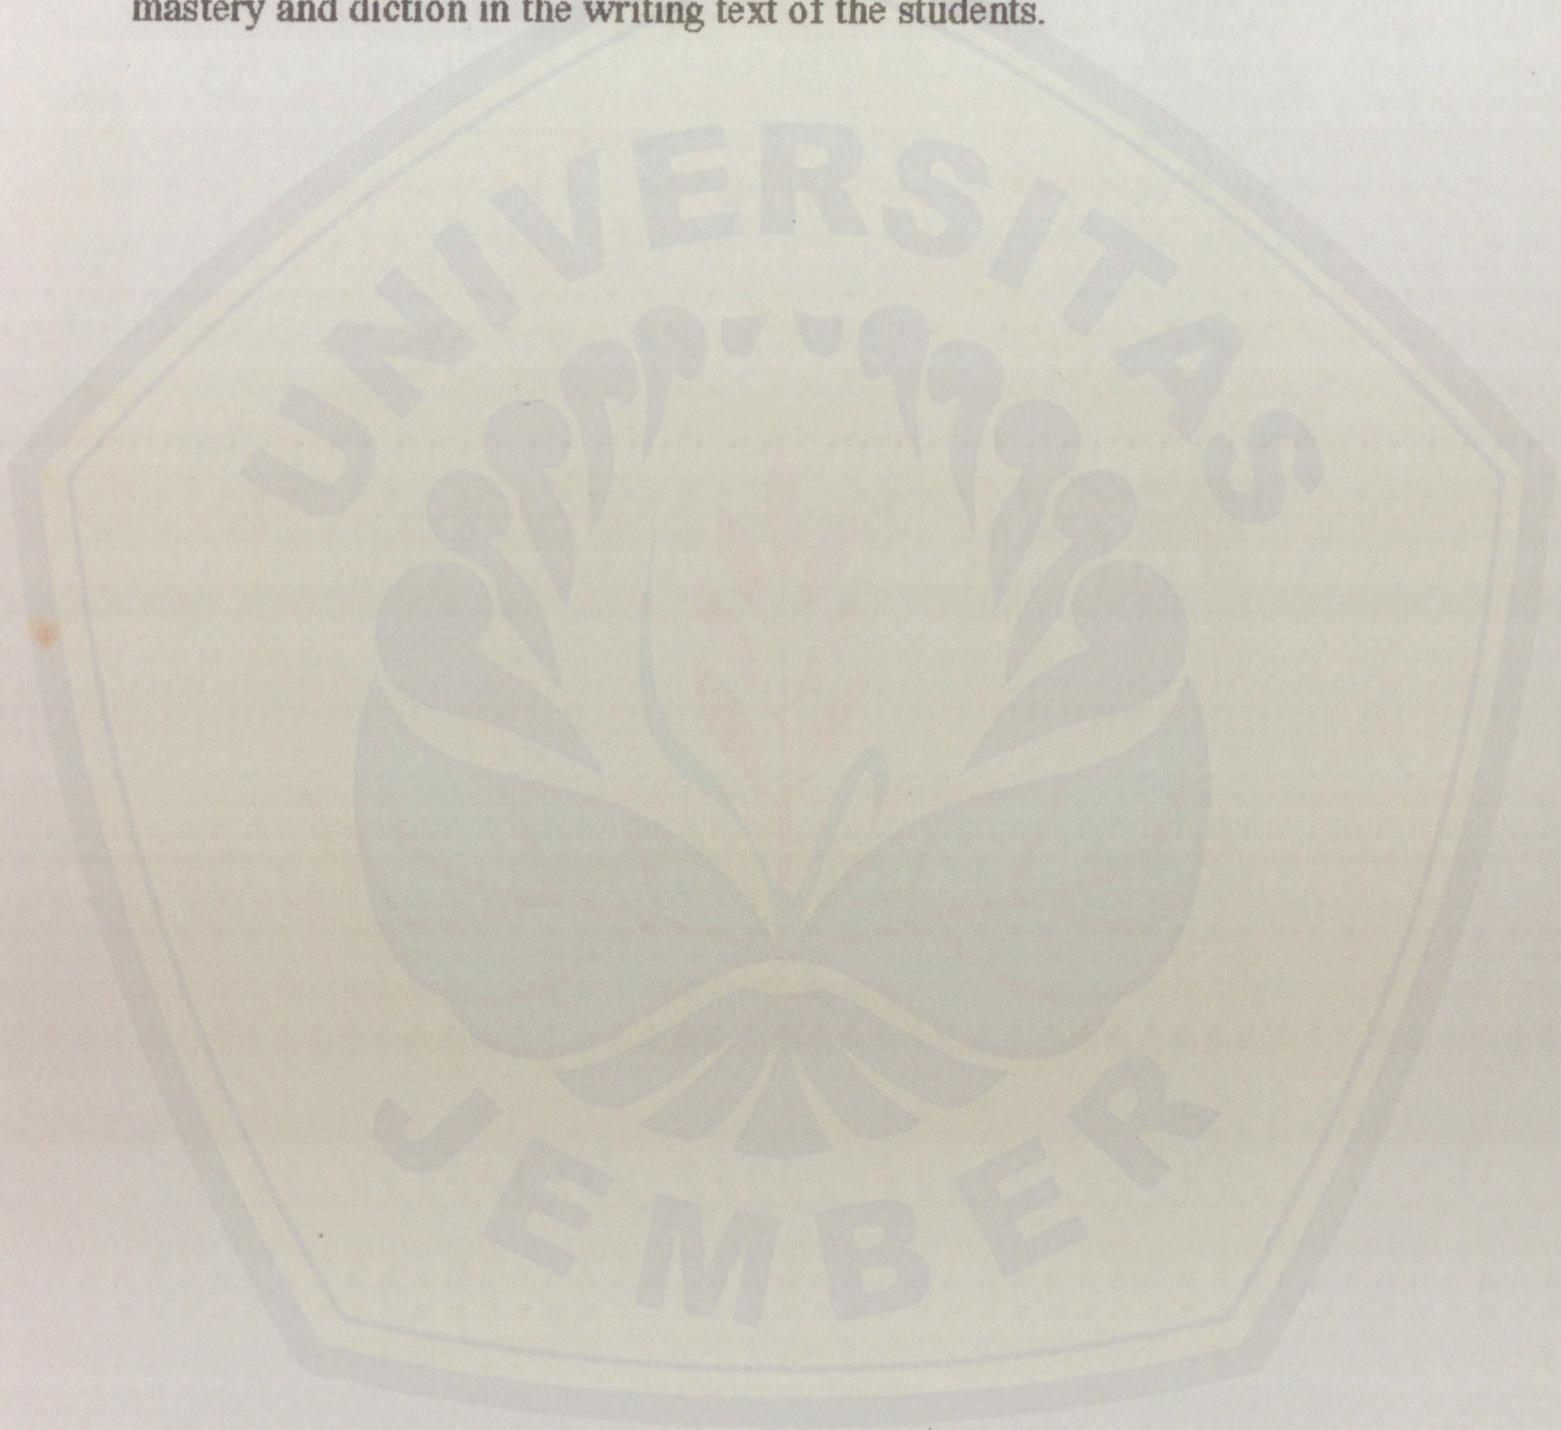 mastery and diction in the writing text of the students.
UNIVERSITAS
JEMBER